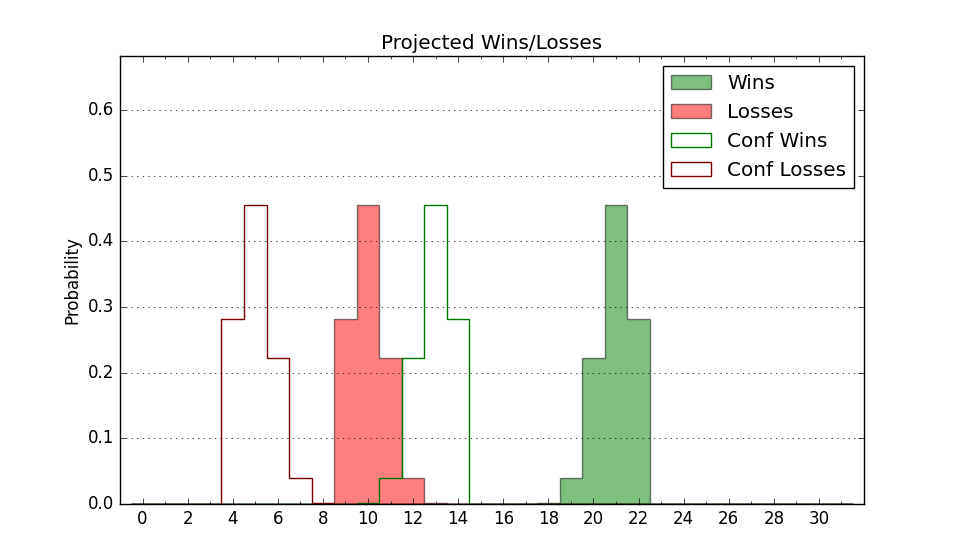 Projected Wins/Losses
Wins
Losses
Conf Wins
Conf Losses
Probability
0.6
0.5
0.4
0.3
0.2
0.1
0.0
0 2 4 6 8 10 12 14 16 18 20 22 24 26 28 30